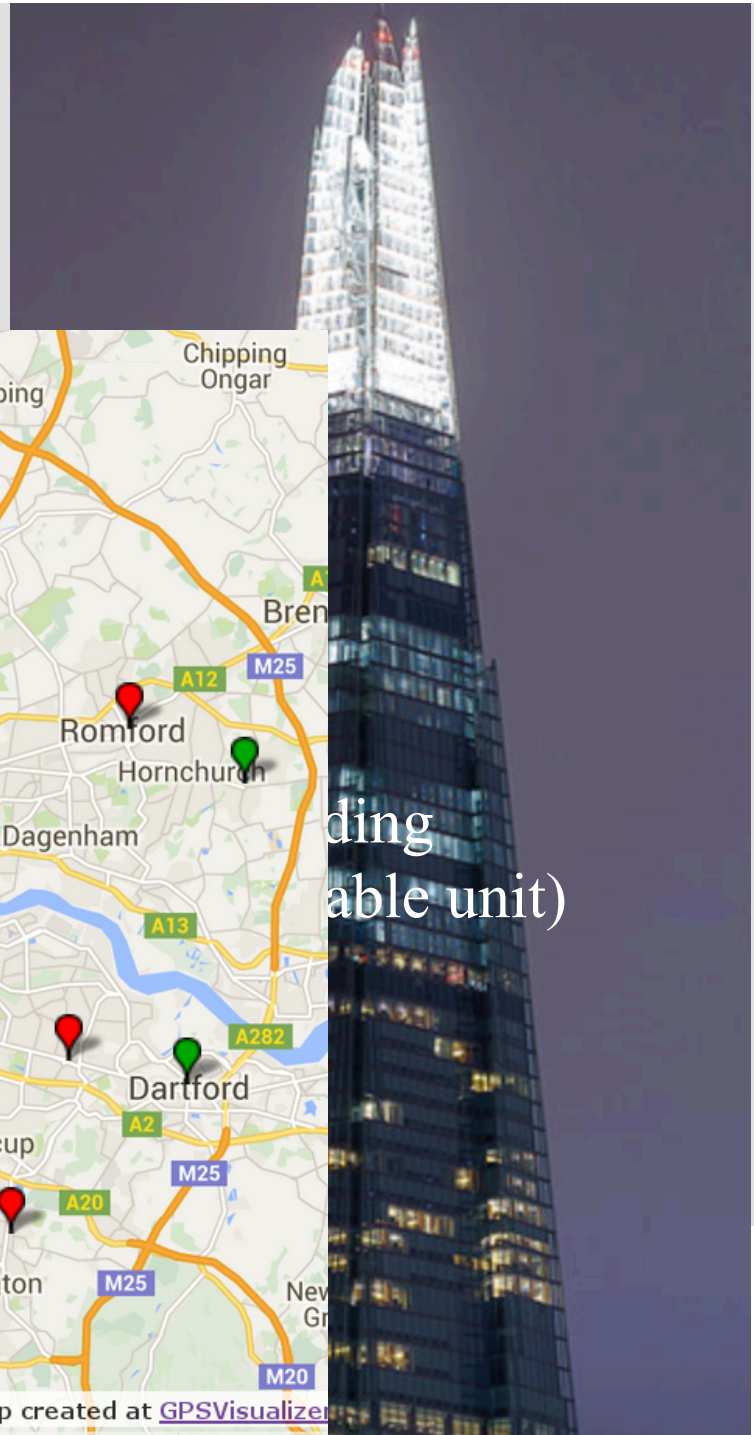 Chipping
Ongar
ping
A1
Bren
M25
A12
Romford
Hornchurch
Dagenham
ding
able unit)
A13
A282
Dartford
A2
cup
M25
A20
ton
M25
New
Gr
M20
p created at GPSVisualizer